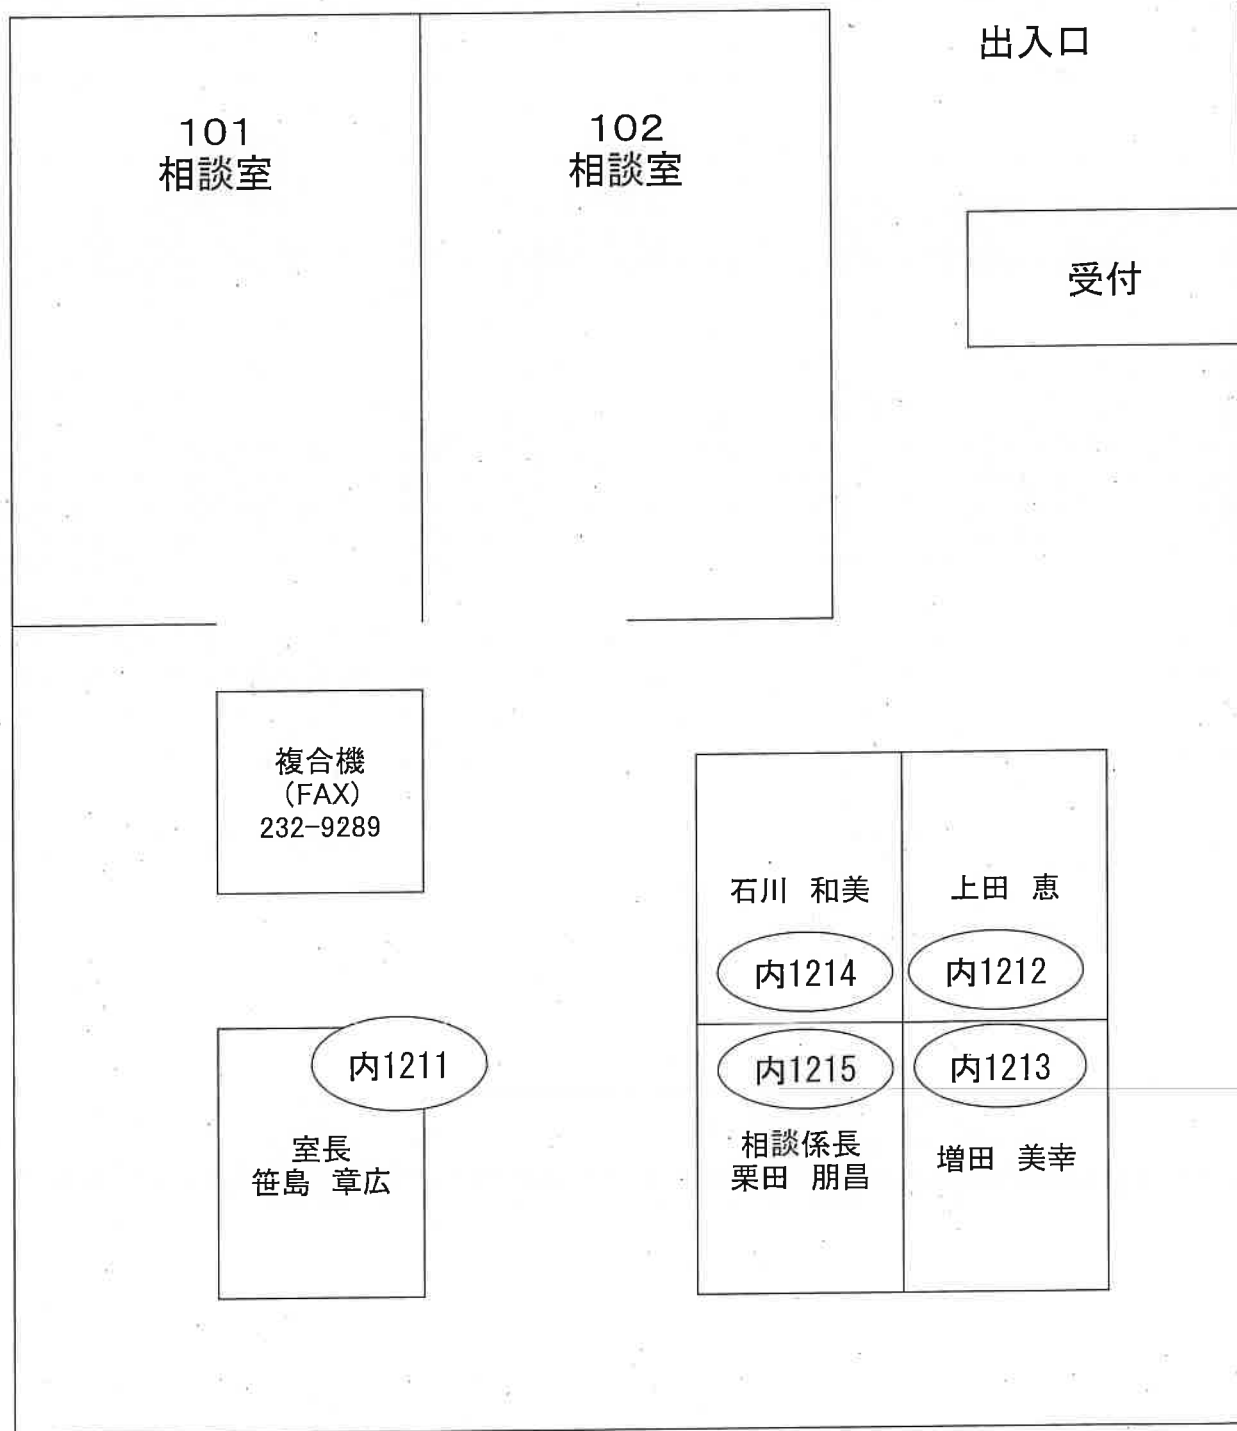 出入口
101
相談室
102
相談室
受付
複合機
(FAX)
232-9289
石川　和美
上田　恵
内1214
内1212
内1211
内1215
内1213
室長
笹島　章広
相談係長
栗田　朋昌
増田　美幸